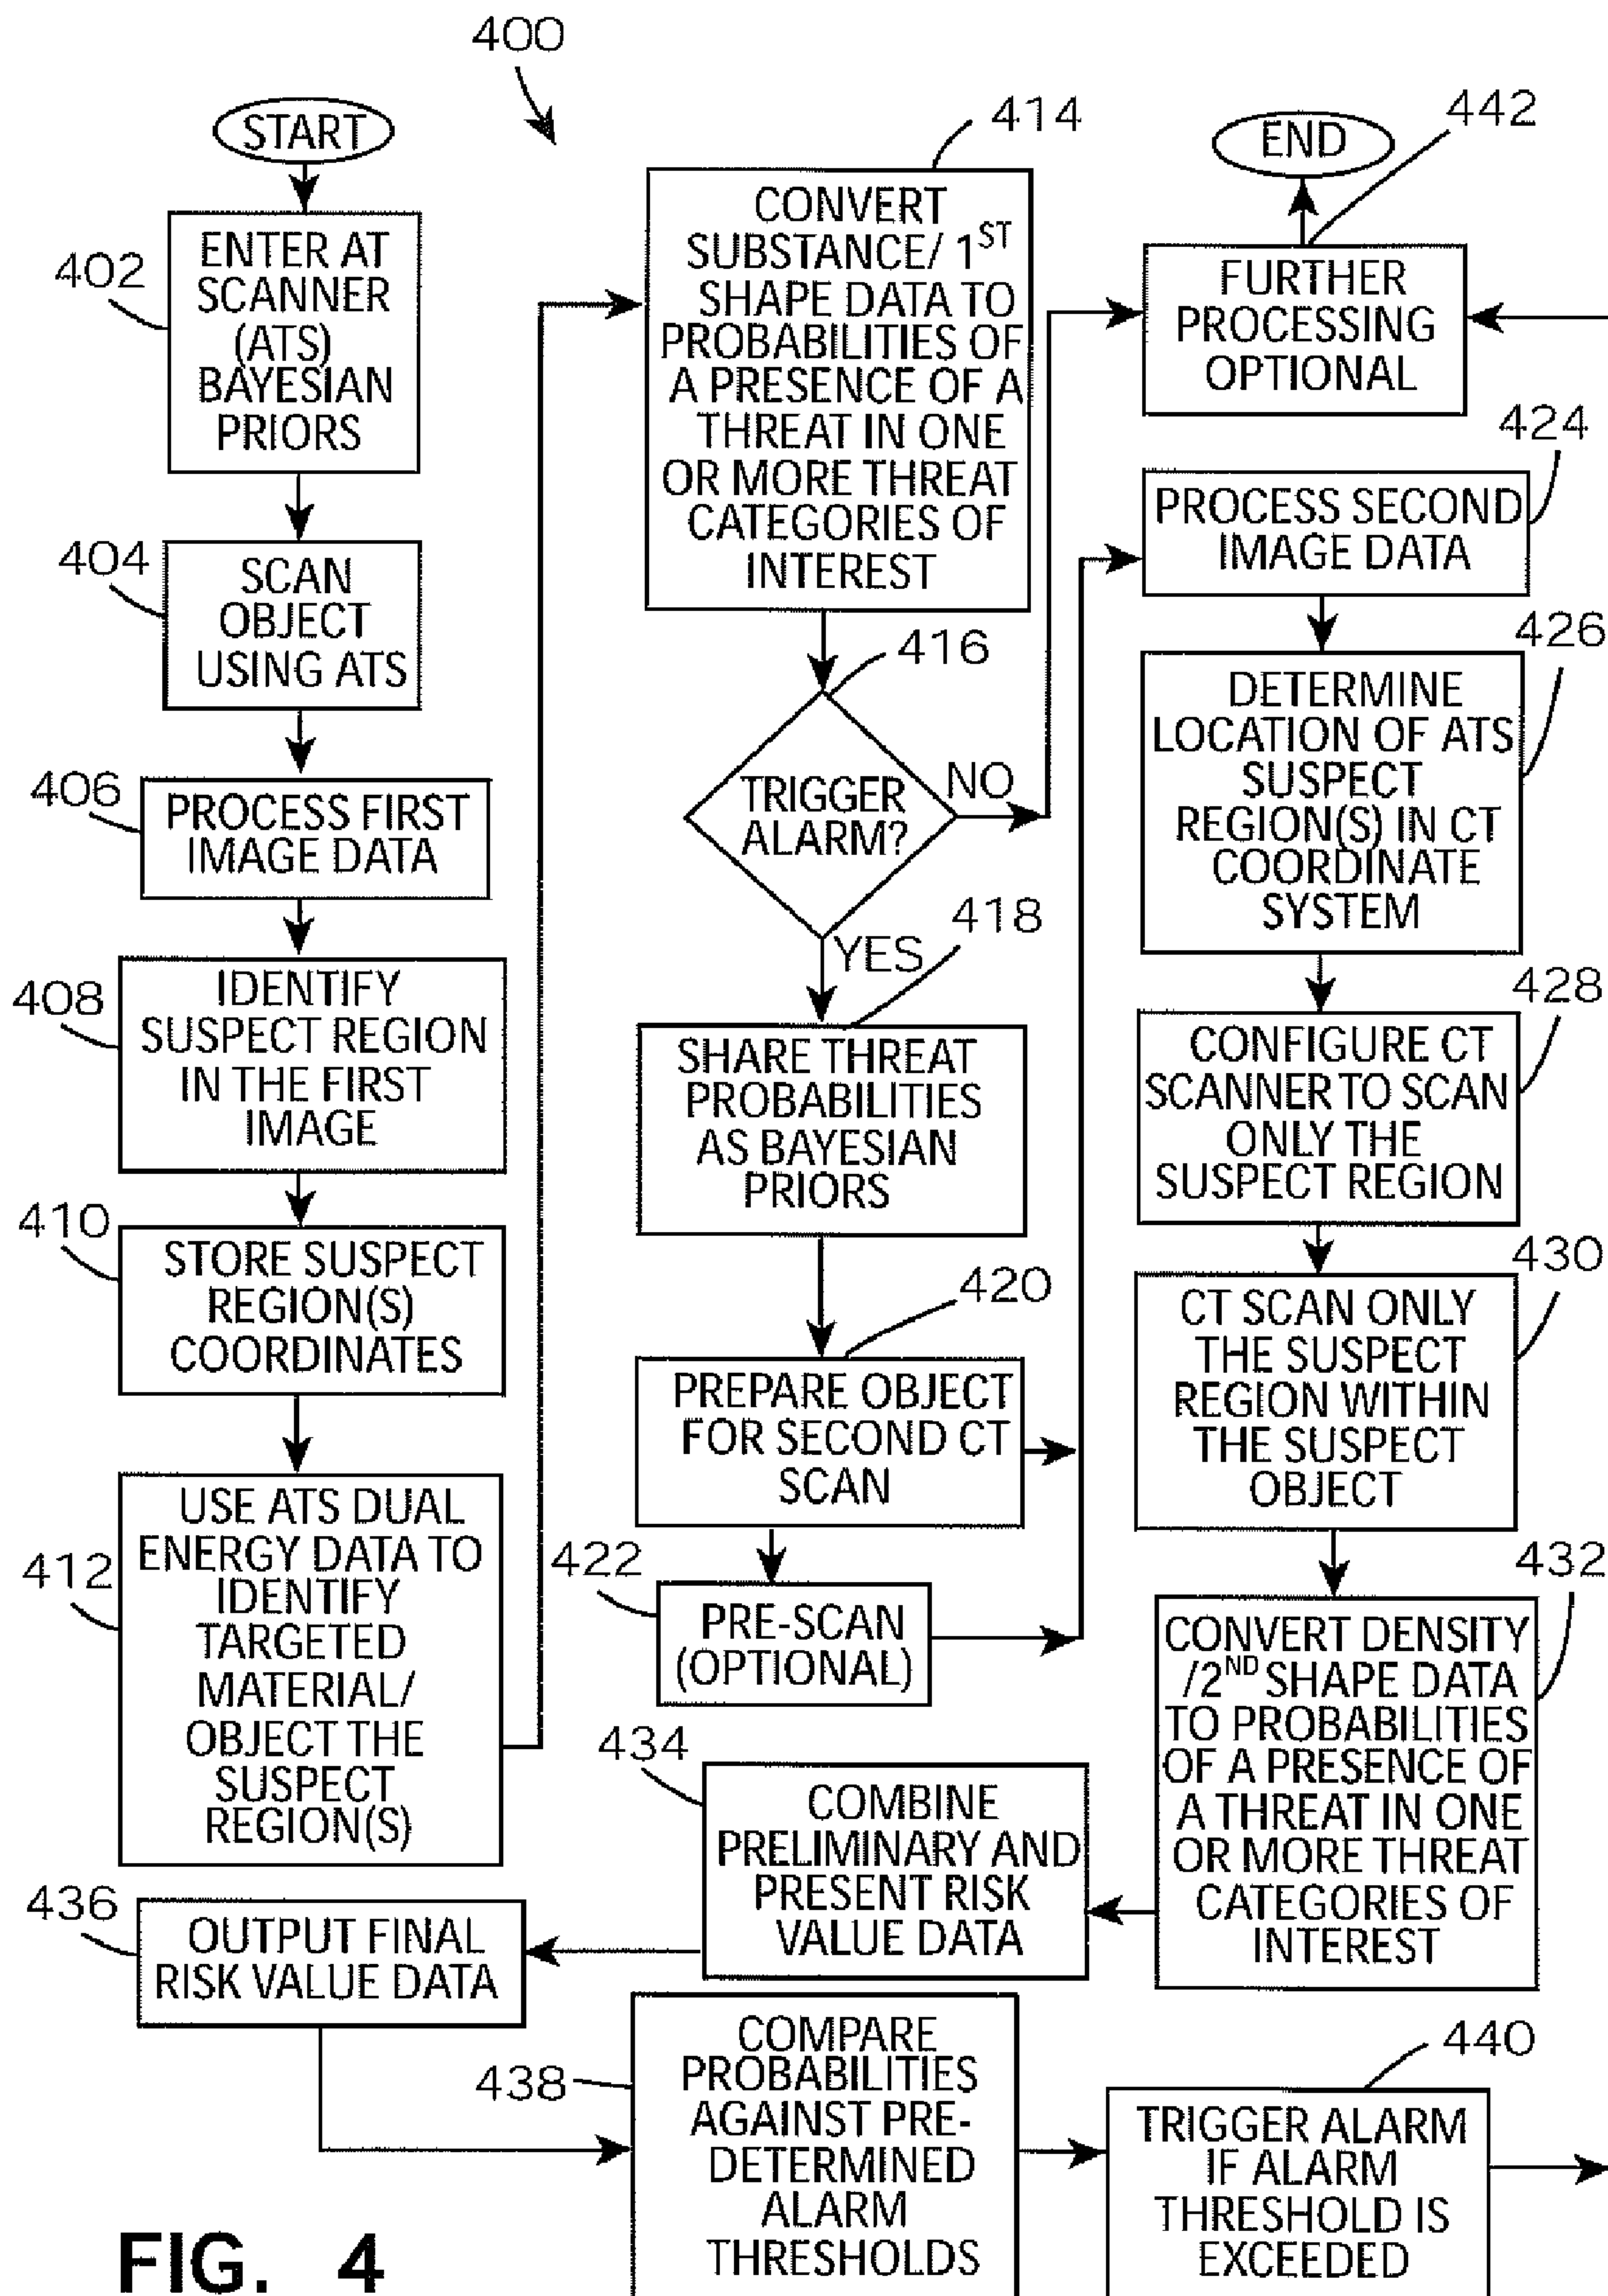 400
START
402
ENTER AT
SCANNER
(ATS)
BAYESIAN
PRIORS
404
SCAN
OBJECT
USING ATS
406
PROCESS FIRST
IMAGE DATA
408
IDENTIFY
SUSPECT REGION
IN THE FIRST
IMAGE
410
STORE SUSPECT
REGION(S)
COORDINATES
412
USE ATS DUAL
ENERGY DATA TO
IDENTIFY
TARGETED
MATERIAL/
OBJECT THE
SUSPECT
REGION(S)
414
CONVERT
SUBSTANCE/ 1ST
SHAPE DATA TO
PROBABILITIES OF
A PRESENCE OF A
THREAT IN ONE
OR MORE THREAT
CATEGORIES OF
INTEREST
416
TRIGGER
ALARM?
NO
YES
418
SHARE THREAT
PROBABILITIES
AS BAYESIAN
PRIORS
420
PREPARE OBJECT
FOR SECOND CT
SCAN
422
PRE-SCAN
(OPTIONAL)
END
442
FURTHER
PROCESSING
OPTIONAL
424
PROCESS SECOND
IMAGE DATA
426
DETERMINE
LOCATION OF ATS
SUSPECT
REGION(S) IN CT
COORDINATE
SYSTEM
428
CONFIGURE CT
SCANNER TO SCAN
ONLY THE
SUSPECT REGION
430
CT SCAN ONLY
THE SUSPECT
REGION WITHIN
THE SUSPECT
OBJECT
432
CONVERT DENSITY
/2ND SHAPE DATA
TO PROBABILITIES
OF A PRESENCE OF
A THREAT IN ONE
OR MORE THREAT
CATEGORIES OF
INTEREST
434
COMBINE
PRELIMINARY AND
PRESENT RISK
VALUE DATA
436
OUTPUT FINAL
RISK VALUE DATA
438
COMPARE
PROBABILITIES
AGAINST PRE-
DETERMINED
ALARM
THRESHOLDS
440
TRIGGER ALARM
IF ALARM
THRESHOLD IS
EXCEEDED
FIG. 4